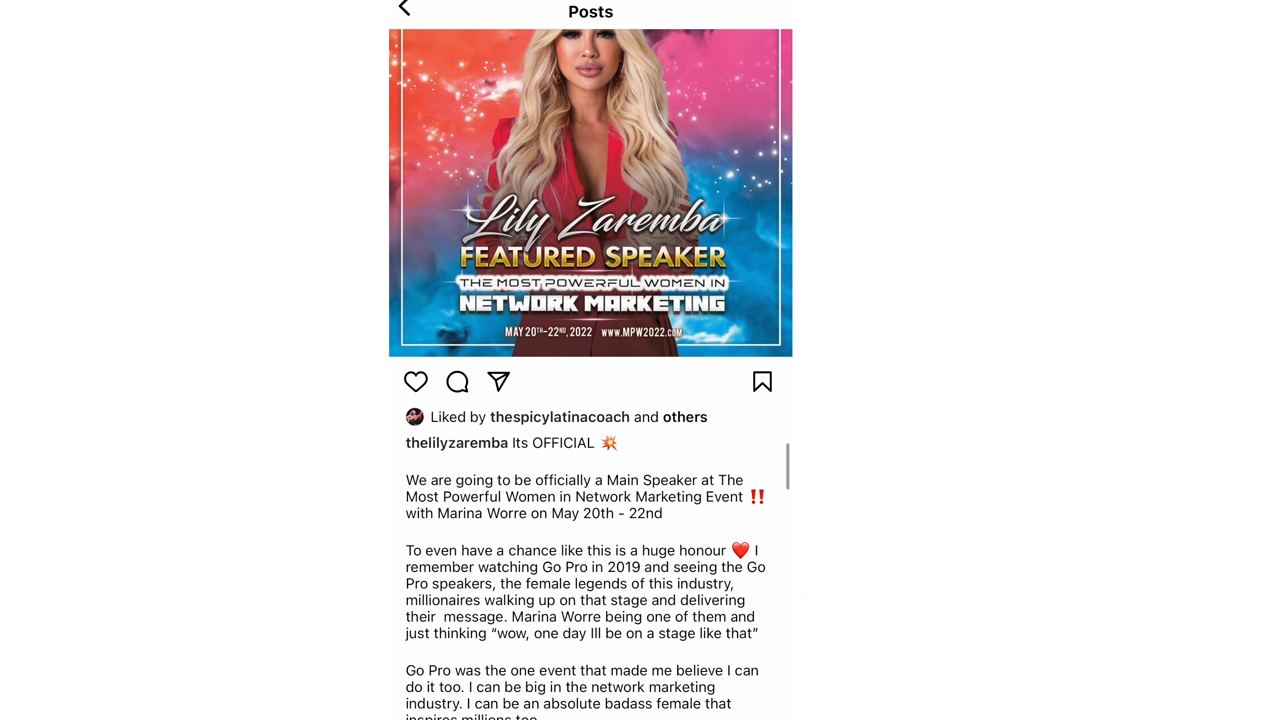 Posts
Lily Zaremba
FEATURED SPEAKER
THE MOST POWERFUL WOMEN IN
NETWORK MARKETING
MAY 20TH-22ND, 2022 WWW.MPW2022.COM
Liked by thespicylatinacoach and others
thelilyzaremba Its OFFICIAL 💥
We are going to be officially a Main Speaker at The
Most Powerful Women in Network Marketing Event ‼️
with Marina Worre on May 20th - 22nd
To even have a chance like this is a huge honour ❤️ I
remember watching Go Pro in 2019 and seeing the Go
Pro speakers, the female legends of this industry,
millionaires walking up on that stage and delivering
their  message. Marina Worre being one of them and
just thinking “wow, one day Ill be on a stage like that”
Go Pro was the one event that made me believe I can
do it too. I can be big in the network marketing
industry. I can be an absolute badass female that
inspires millions too